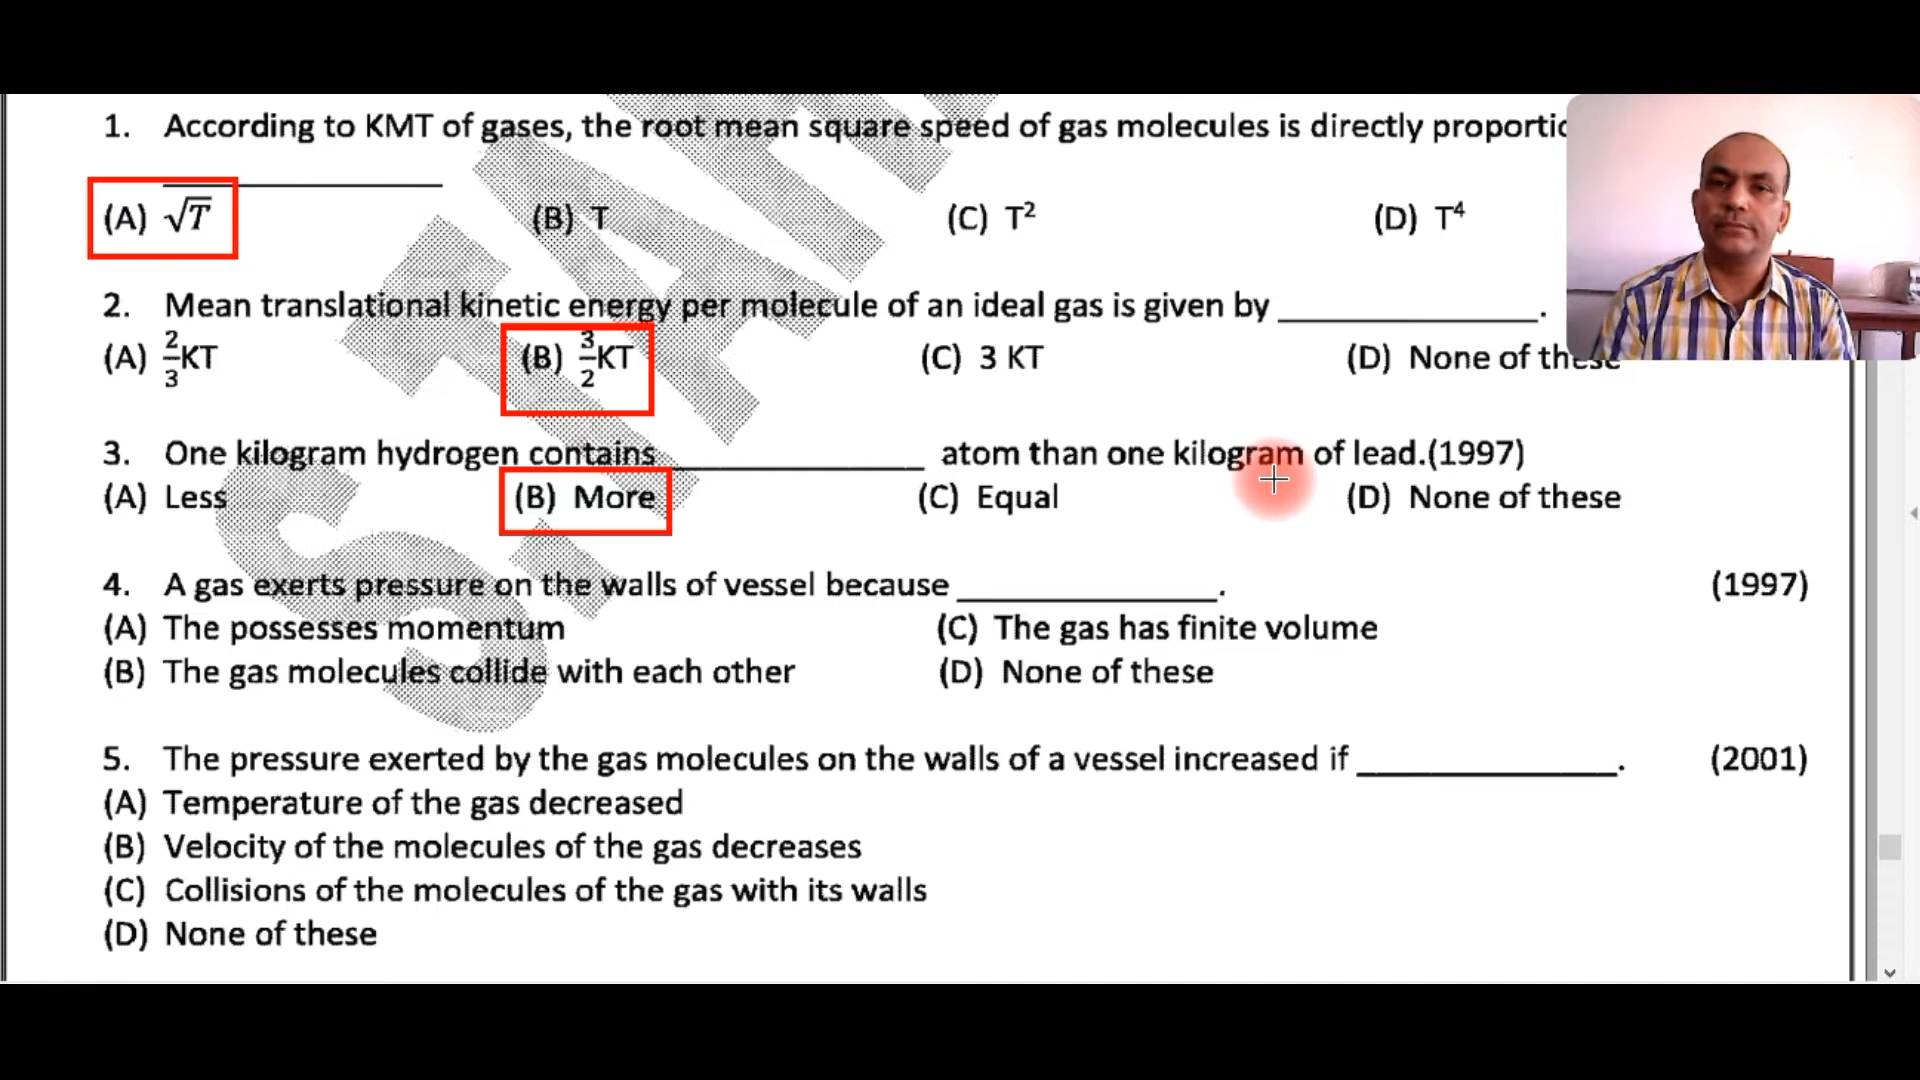 1. According to KMT of gases, the root mean square speed of gas molecules is directly
____________
(A) √T (B) T (C) T² (D) T⁴
2. Mean translational kinetic energy per molecule of an ideal gas is given by ____________.
(A) 2/3 KT (B) 3/2 KT (C) 3 KT (D) None of these
3. One kilogram hydrogen contains ____________ atom than one kilogram of lead.(1997)
(A) Less (B) More (C) Equal (D) None of these
4. A gas exerts pressure on the walls of vessel because ____________. (1997)
(A) The possesses momentum (C) The gas has finite volume
(B) The gas molecules collide with each other (D) None of these
5. The pressure exerted by the gas molecules on the walls of a vessel increased if ____________. (2001)
(A) Temperature of the gas decreased
(B) Velocity of the molecules of the gas decreases
(C) Collisions of the molecules of the gas with its walls
(D) None of these